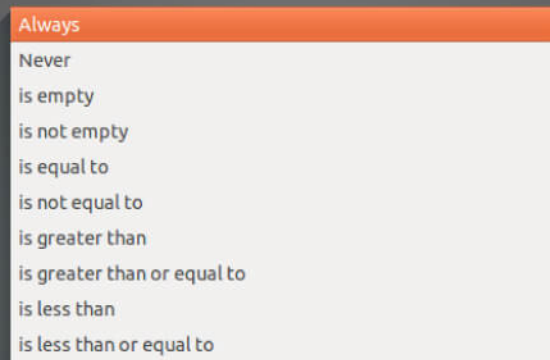 Always
Never
is empty
is not empty
is equal to
is not equal to
is greater than
is greater than or equal to
is less than
is less than or equal to